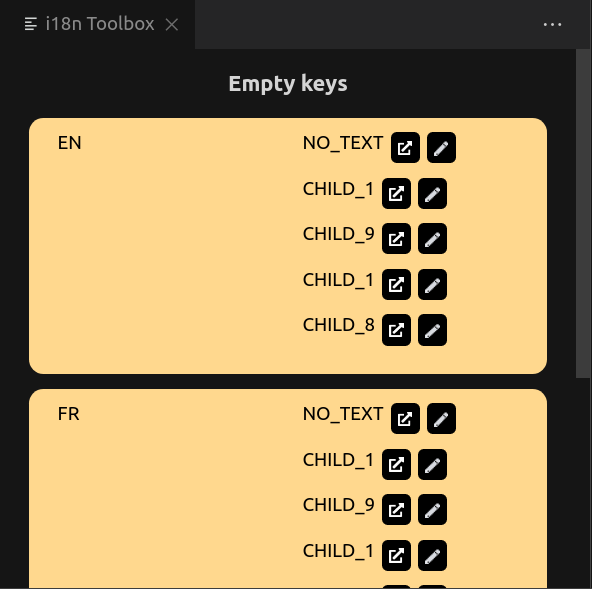 i18n Toolbox
Empty keys
EN
NO_TEXT
CHILD_1
CHILD_9
CHILD_1
CHILD_8
FR
NO_TEXT
CHILD_1
CHILD_9
CHILD_1